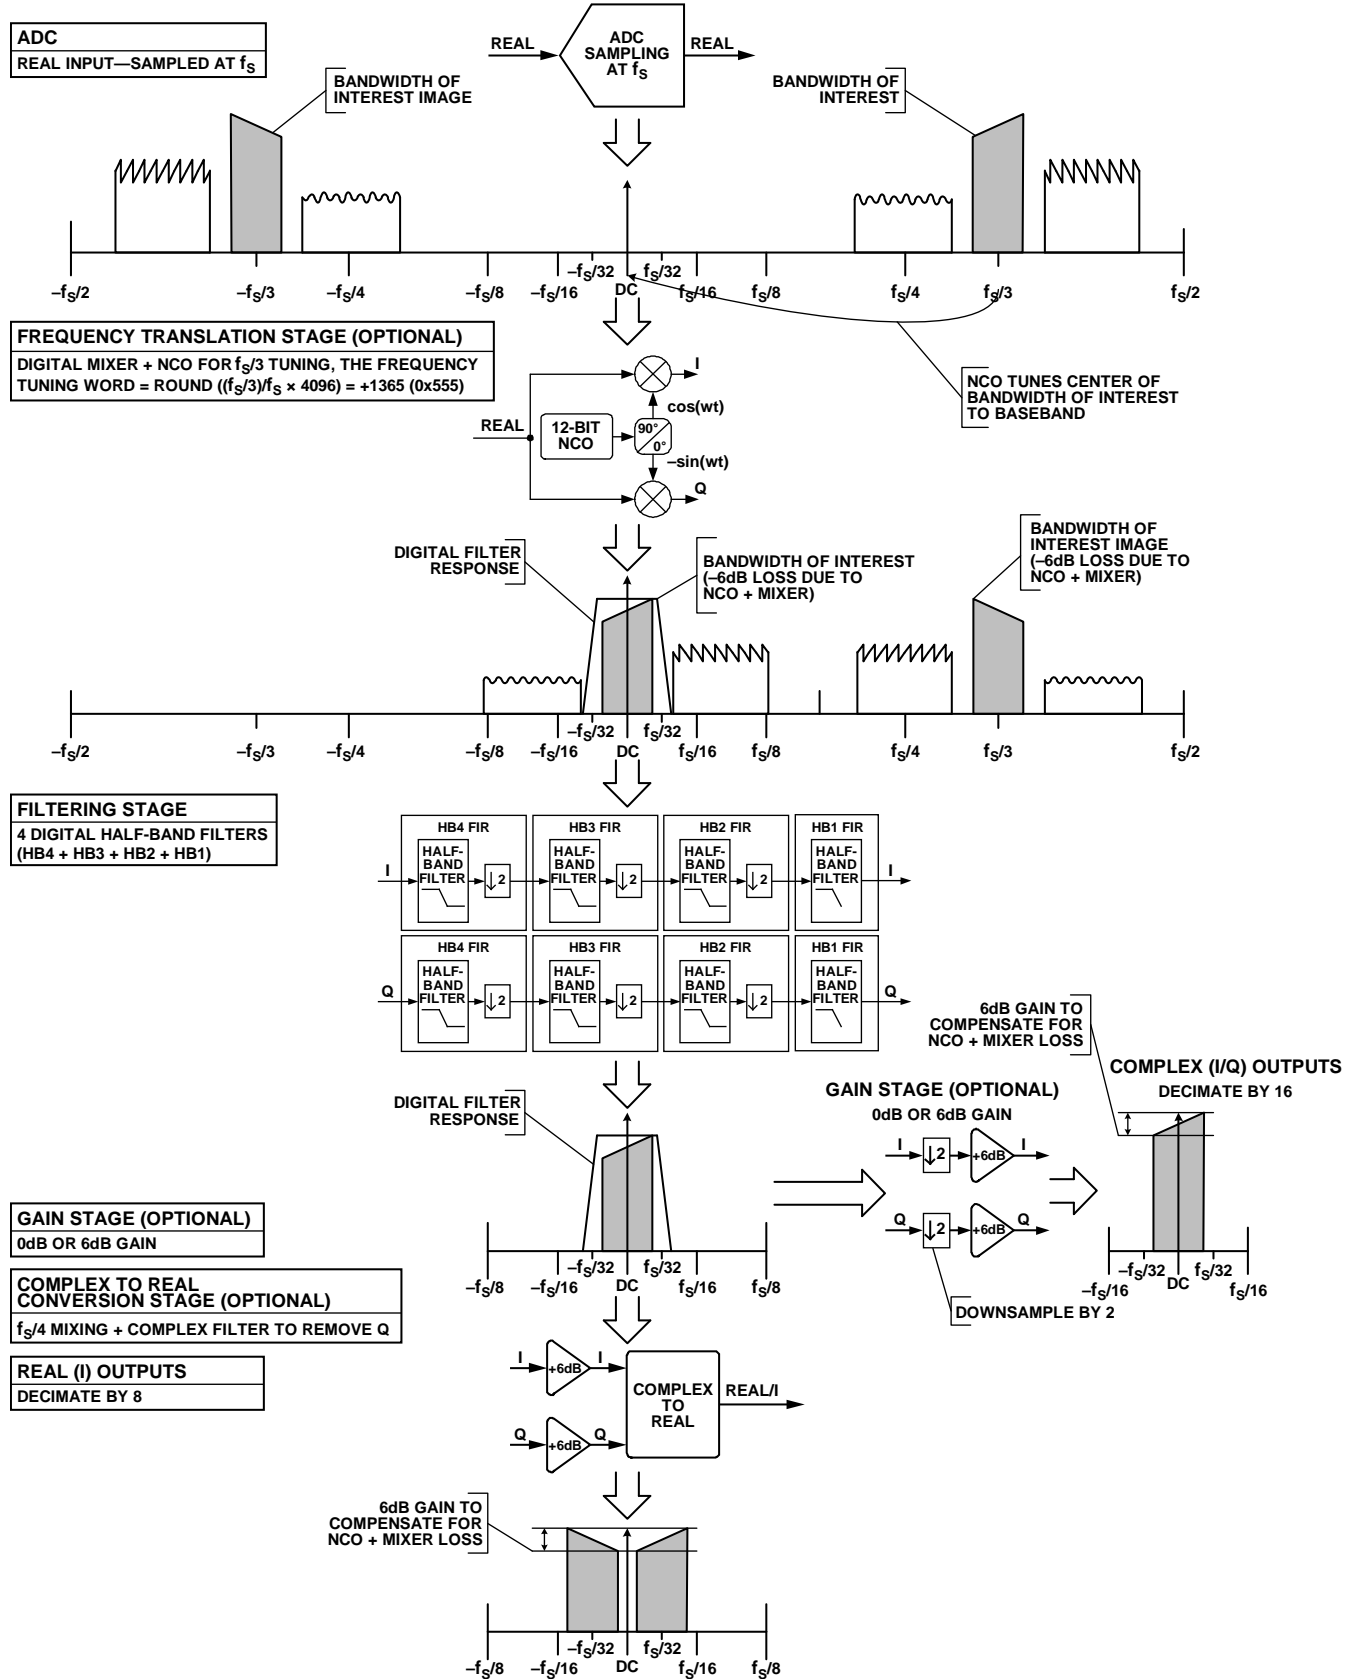 ADC
REAL INPUT—SAMPLED AT fS
REAL
ADC
SAMPLING
AT fS
REAL
BANDWIDTH OF
INTEREST IMAGE
BANDWIDTH OF
INTEREST
–fS/2
–fS/3
–fS/4
–fS/8
–fS/16
–fS/32
DC
fS/32
fS/16
fS/8
fS/4
fS/3
fS/2
FREQUENCY TRANSLATION STAGE (OPTIONAL)
DIGITAL MIXER + NCO FOR fS/3 TUNING, THE FREQUENCY
TUNING WORD = ROUND ((fS/3)/fS × 4096) = +1365 (0x555)
NCO TUNES CENTER OF
BANDWIDTH OF INTEREST
TO BASEBAND
I
cos(wt)
REAL
12-BIT
NCO
90°
0°
–sin(wt)
Q
DIGITAL FILTER
RESPONSE
BANDWIDTH OF INTEREST
(–6dB LOSS DUE TO
NCO + MIXER)
BANDWIDTH OF
INTEREST IMAGE
(–6dB LOSS DUE TO
NCO + MIXER)
–fS/2
–fS/3
–fS/4
–fS/8
–fS/16
–fS/32
DC
fS/32
fS/16
fS/8
fS/4
fS/3
fS/2
FILTERING STAGE
4 DIGITAL HALF-BAND FILTERS
(HB4 + HB3 + HB2 + HB1)
HB4 FIR
HB3 FIR
HB2 FIR
HB1 FIR
I
HALF-
BAND
FILTER
↓2
HALF-
BAND
FILTER
↓2
HALF-
BAND
FILTER
↓2
HALF-
BAND
FILTER
I
HB4 FIR
HB3 FIR
HB2 FIR
HB1 FIR
Q
HALF-
BAND
FILTER
↓2
HALF-
BAND
FILTER
↓2
HALF-
BAND
FILTER
↓2
HALF-
BAND
FILTER
Q
6dB GAIN TO
COMPENSATE FOR
NCO + MIXER LOSS
COMPLEX (I/Q) OUTPUTS
DECIMATE BY 16
DIGITAL FILTER
RESPONSE
GAIN STAGE (OPTIONAL)
0dB OR 6dB GAIN
I
↓2
+6dB
I
Q
↓2
+6dB
Q
DOWNSAMPLE BY 2
–fS/16
–fS/32
DC
fS/32
fS/16
GAIN STAGE (OPTIONAL)
0dB OR 6dB GAIN
–fS/8
–fS/16
–fS/32
DC
fS/32
fS/16
fS/8
COMPLEX TO REAL
CONVERSION STAGE (OPTIONAL)
fS/4 MIXING + COMPLEX FILTER TO REMOVE Q
REAL (I) OUTPUTS
DECIMATE BY 8
I
+6dB
I
Q
+6dB
Q
COMPLEX
TO
REAL
REAL/I
6dB GAIN TO
COMPENSATE FOR
NCO + MIXER LOSS
–fS/8
–fS/16
–fS/32
DC
fS/32
fS/16
fS/8